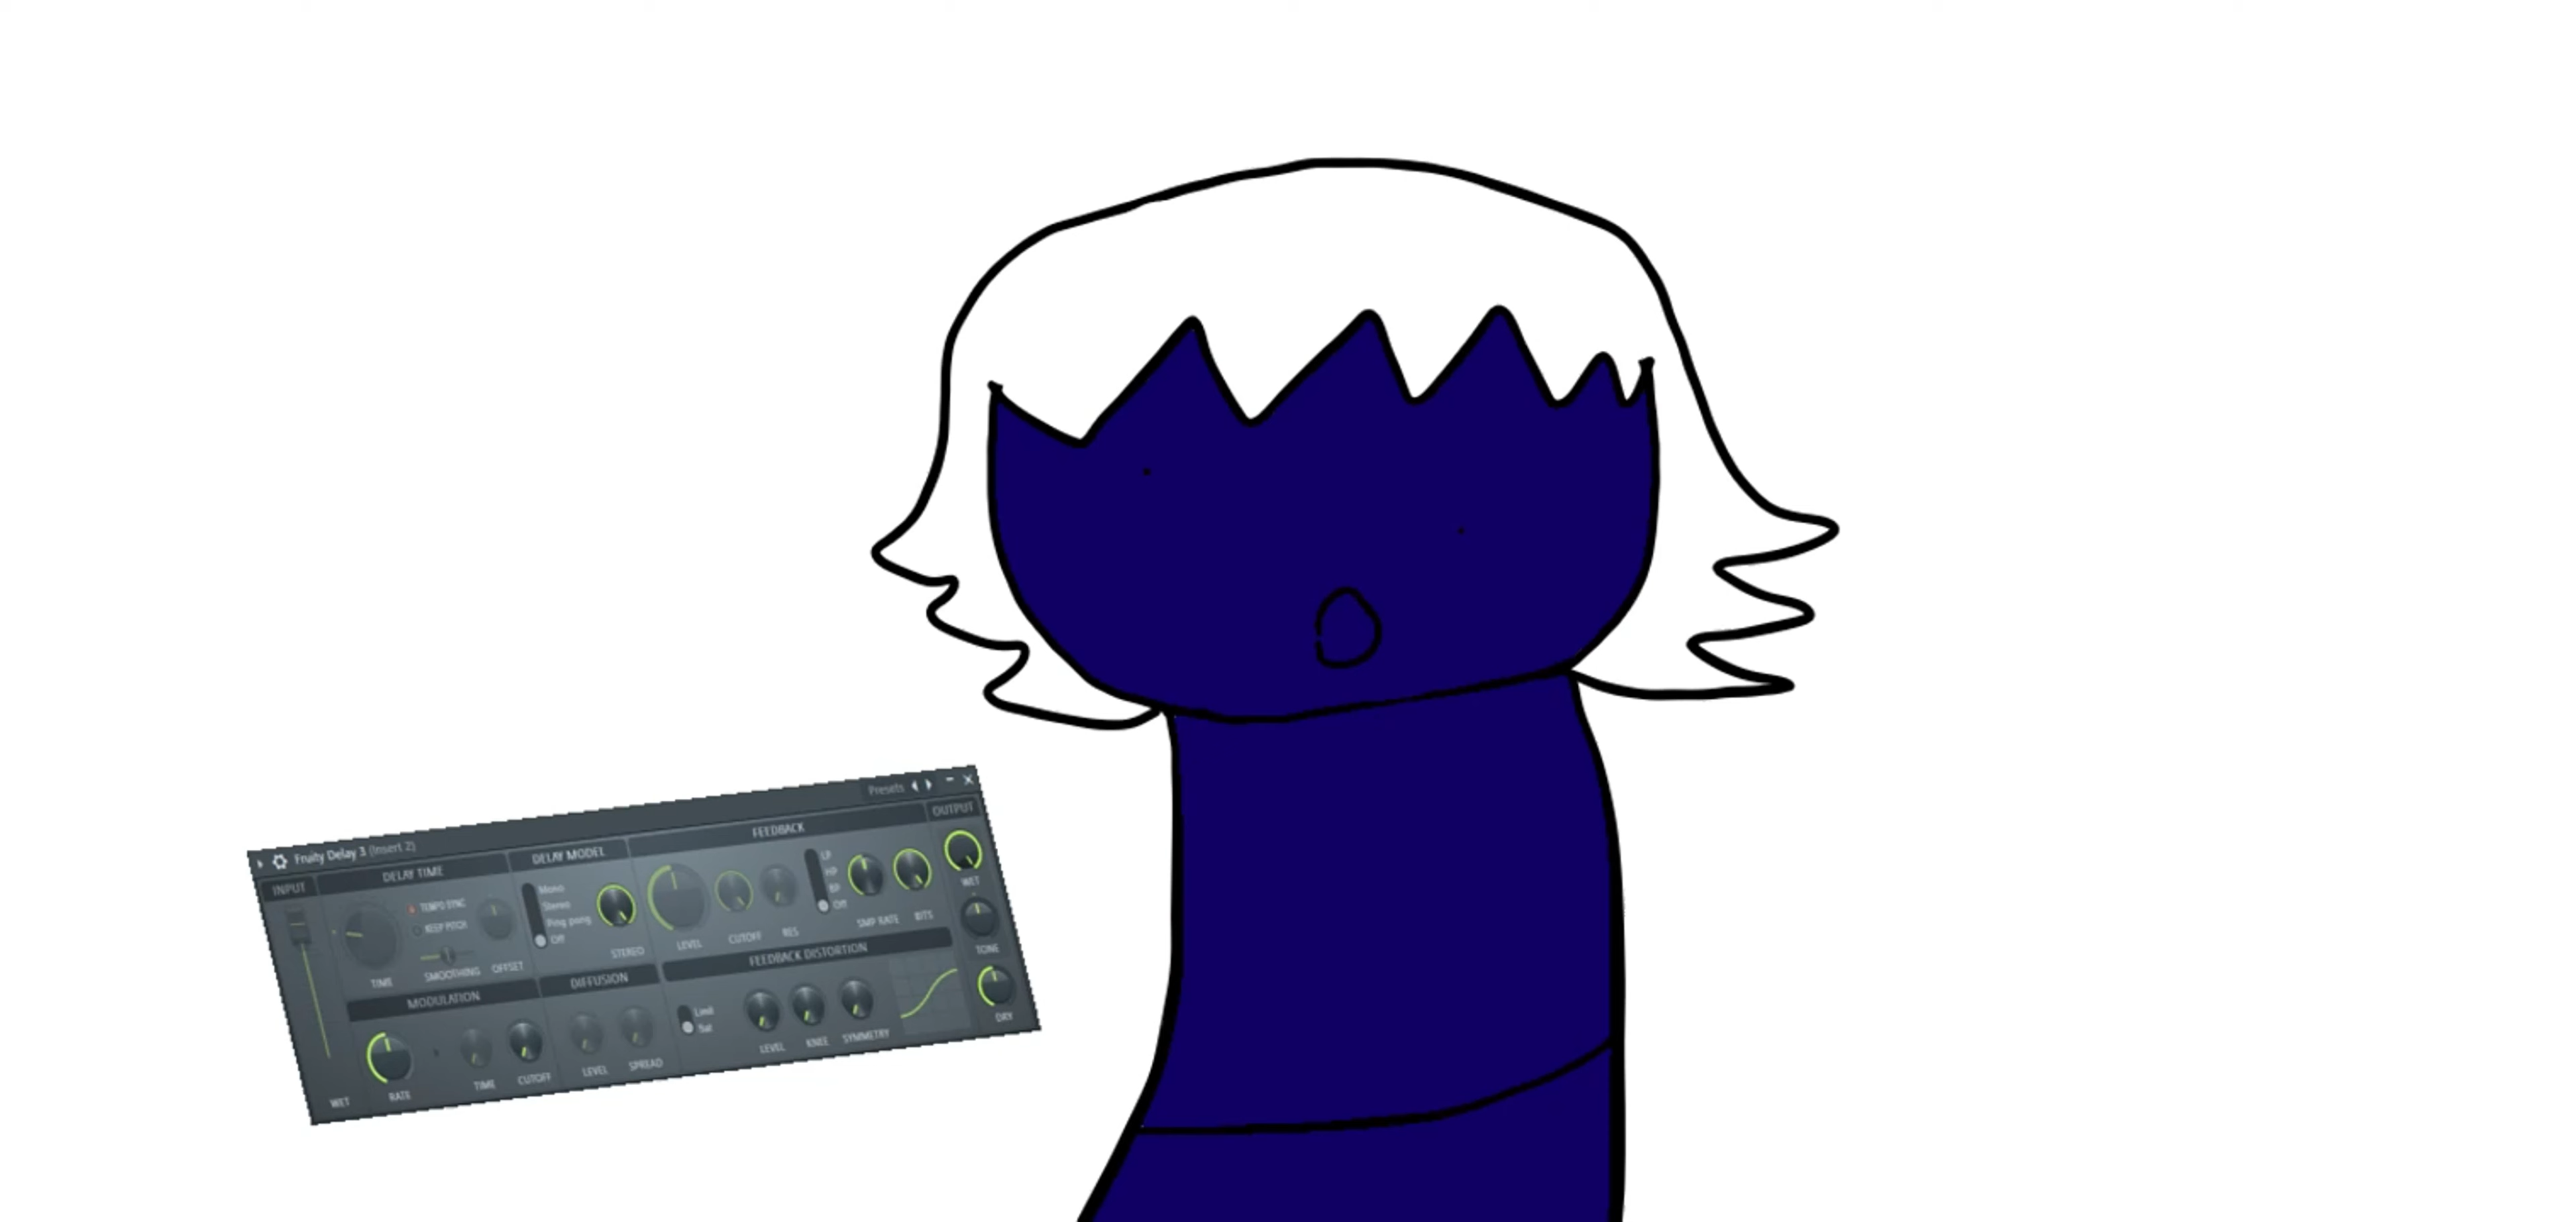 Fruity Delay 3 (Insert 2)
Presets
INPUT
DELAY TIME
DELAY MODEL
FEEDBACK
OUTPUT
TEMPO SYNC
KEEP PITCH
TIME
SMOOTHING
OFFSET
Mono
Stereo
Ping pong
Off
STEREO
LEVEL
CUTOFF
RES
LP
HP
BP
Off
SMP RATE
BITS
WET
TONE
DRY
MODULATION
DIFFUSION
FEEDBACK DISTORTION
WET
RATE
TIME
CUTOFF
LEVEL
SPREAD
Limit
Sat
LEVEL
KNEE
SYMMETRY